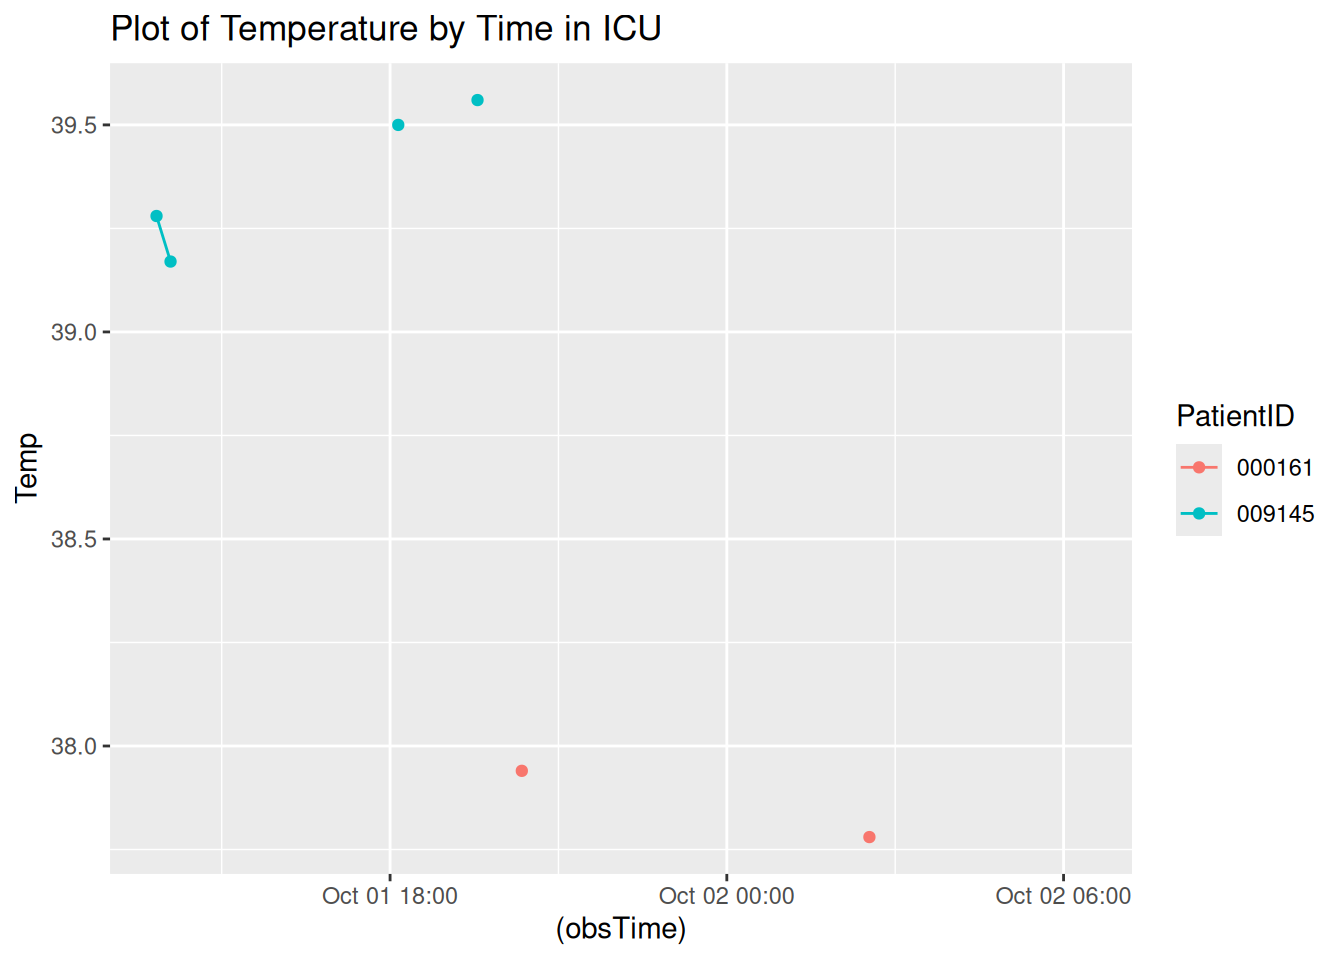 Plot of Temperature by Time in ICU
39.5
39.0
38.5
38.0
Temp
Oct 01 18:00 Oct 02 00:00 Oct 02 06:00
(obsTime)
PatientID
000161
009145